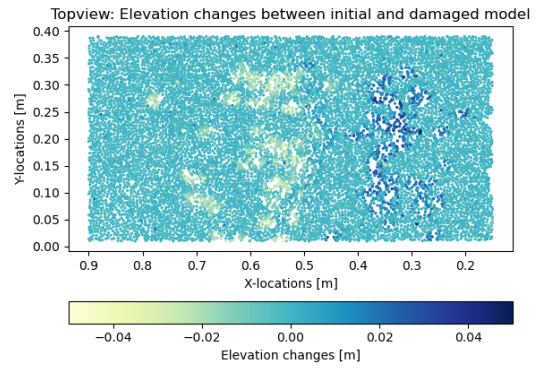 Topview: Elevation changes between initial and damaged model
0.40
0.35
0.30
0.25
0.20
0.15
0.10
0.05
0.00
Y-locations [m]
0.9 0.8 0.7 0.6 0.5 0.4 0.3 0.2
X-locations [m]
−0.04 −0.02 0.00 0.02 0.04
Elevation changes [m]